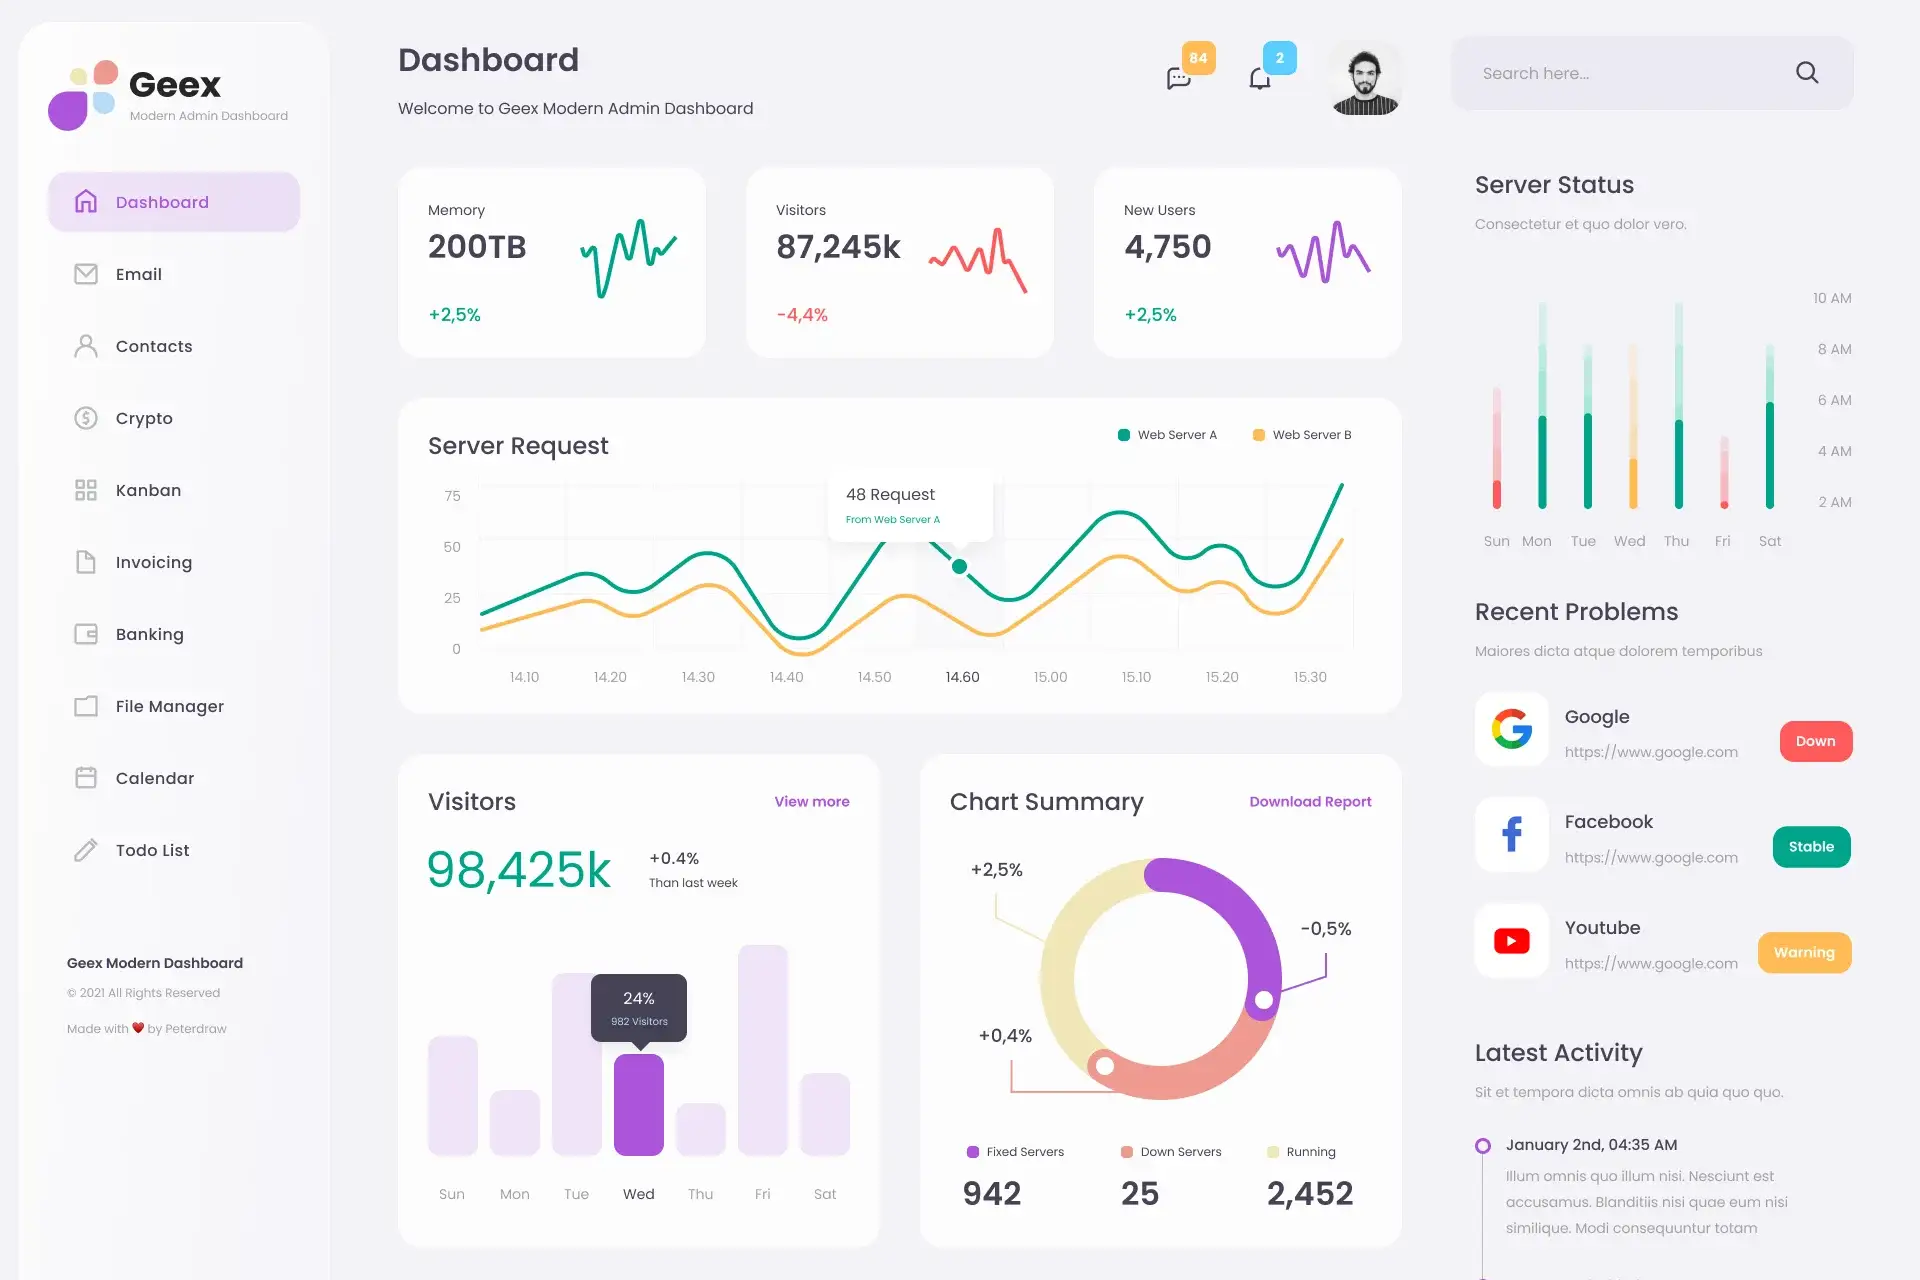 Geex
Modern Admin Dashboard
Dashboard
Email
Contacts
Crypto
Kanban
Invoicing
Banking
File Manager
Calendar
Todo List
Geex Modern Dashboard
© 2021 All Rights Reserved
Made with ❤ by Peterdraw
Dashboard
Welcome to Geex Modern Admin Dashboard
84
2
Search here...
Memory
200TB
+2,5%
Visitors
87,245k
-4,4%
New Users
4,750
+2,5%
Server Request
Web Server A
Web Server B
48 Request
From Web Server A
75
50
25
0
14.10 14.20 14.30 14.40 14.50 14.60 15.00 15.10 15.20 15.30
Visitors
View more
98,425k
+0.4%
Than last week
24%
982 Visitors
Sun Mon Tue Wed Thu Fri Sat
Chart Summary
Download Report
+2,5%
-0,5%
+0,4%
Fixed Servers
942
Down Servers
25
Running
2,452
Server Status
Consectetur et quo dolor vero.
10 AM
8 AM
6 AM
4 AM
2 AM
Sun Mon Tue Wed Thu Fri Sat
Recent Problems
Maiores dicta atque dolorem temporibus
Google
https://www.google.com
Down
Facebook
https://www.google.com
Stable
Youtube
https://www.google.com
Warning
Latest Activity
Sit et tempora dicta omnis ab quia quo quo.
January 2nd, 04:35 AM
Illum omnis quo illum nisi. Nesciunt est
accusamus. Blanditiis nisi quae eum nisi
similique. Modi consequuntur totam